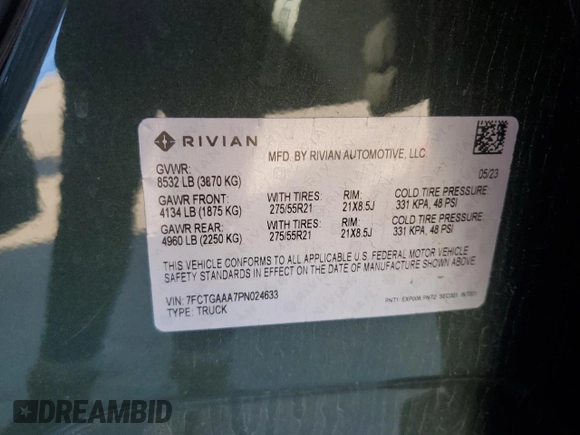 RIVIAN
MFD. BY RIVIAN AUTOMOTIVE, LLC
05/23
GVWR:
8532 LB (3870 KG)
GAWR FRONT: WITH TIRES: RIM: COLD TIRE PRESSURE:
4134 LB (1875 KG) 275/55R21 21X8.5J 331 KPA, 48 PSI
GAWR REAR: WITH TIRES: RIM: COLD TIRE PRESSURE:
4960 LB (2250 KG) 275/55R21 21X8.5J 331 KPA, 48 PSI
THIS VEHICLE CONFORMS TO ALL APPLICABLE U.S. FEDERAL MOTOR VEHICLE
SAFETY STANDARDS IN EFFECT ON THE DATE OF MANUFACTURE SHOWN ABOVE.
VIN: 7FCTGAAA7PN024633
TYPE: TRUCK
DREAMBID